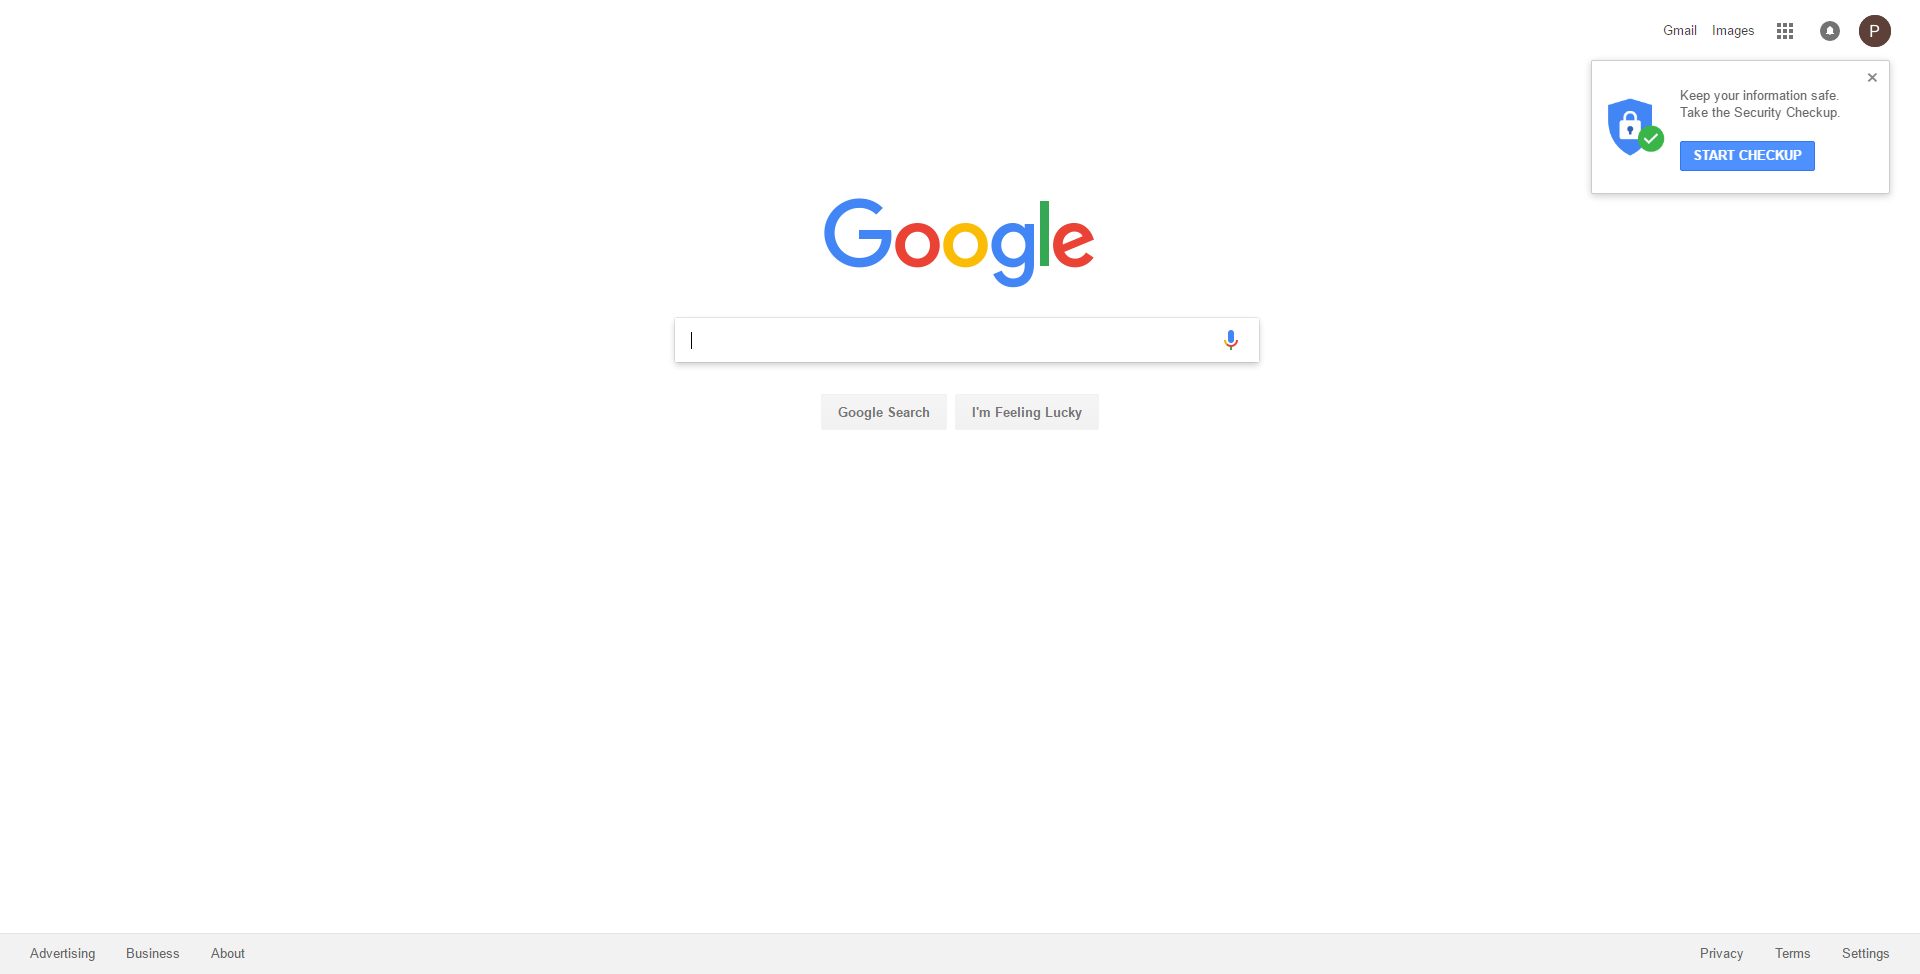 Gmail Images P
Keep your information safe.
Take the Security Checkup.
START CHECKUP
Google
Google Search I'm Feeling Lucky
Advertising Business About Privacy Terms Settings